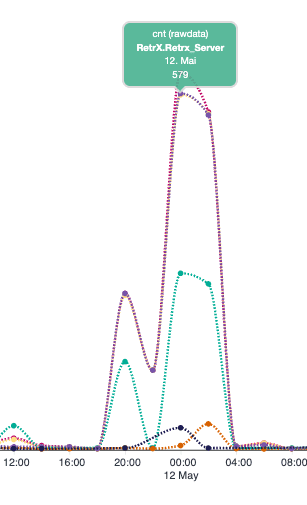 cnt (rawdata)
RetrX.Retrx_Server
12. Mai
579
12:00 16:00 20:00 00:00 04:00 08:00
12 May